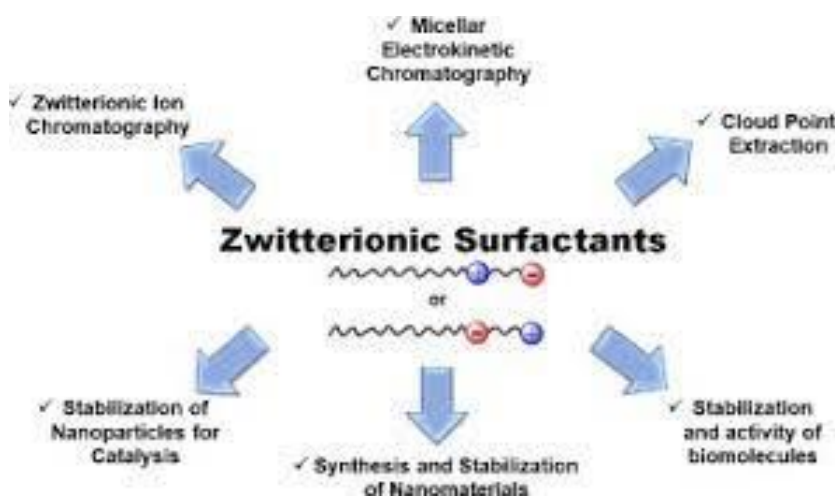 ✓ Micellar
Electrokinetic
Chromatography
✓ Zwitterionic Ion
Chromatography
✓ Cloud Point
Extraction
Zwitterionic Surfactants
+ −
or
− +
✓ Stabilization of
Nanoparticles for
Catalysis
✓ Synthesis and Stabilization
of Nanomaterials
✓ Stabilization
and activity of
biomolecules